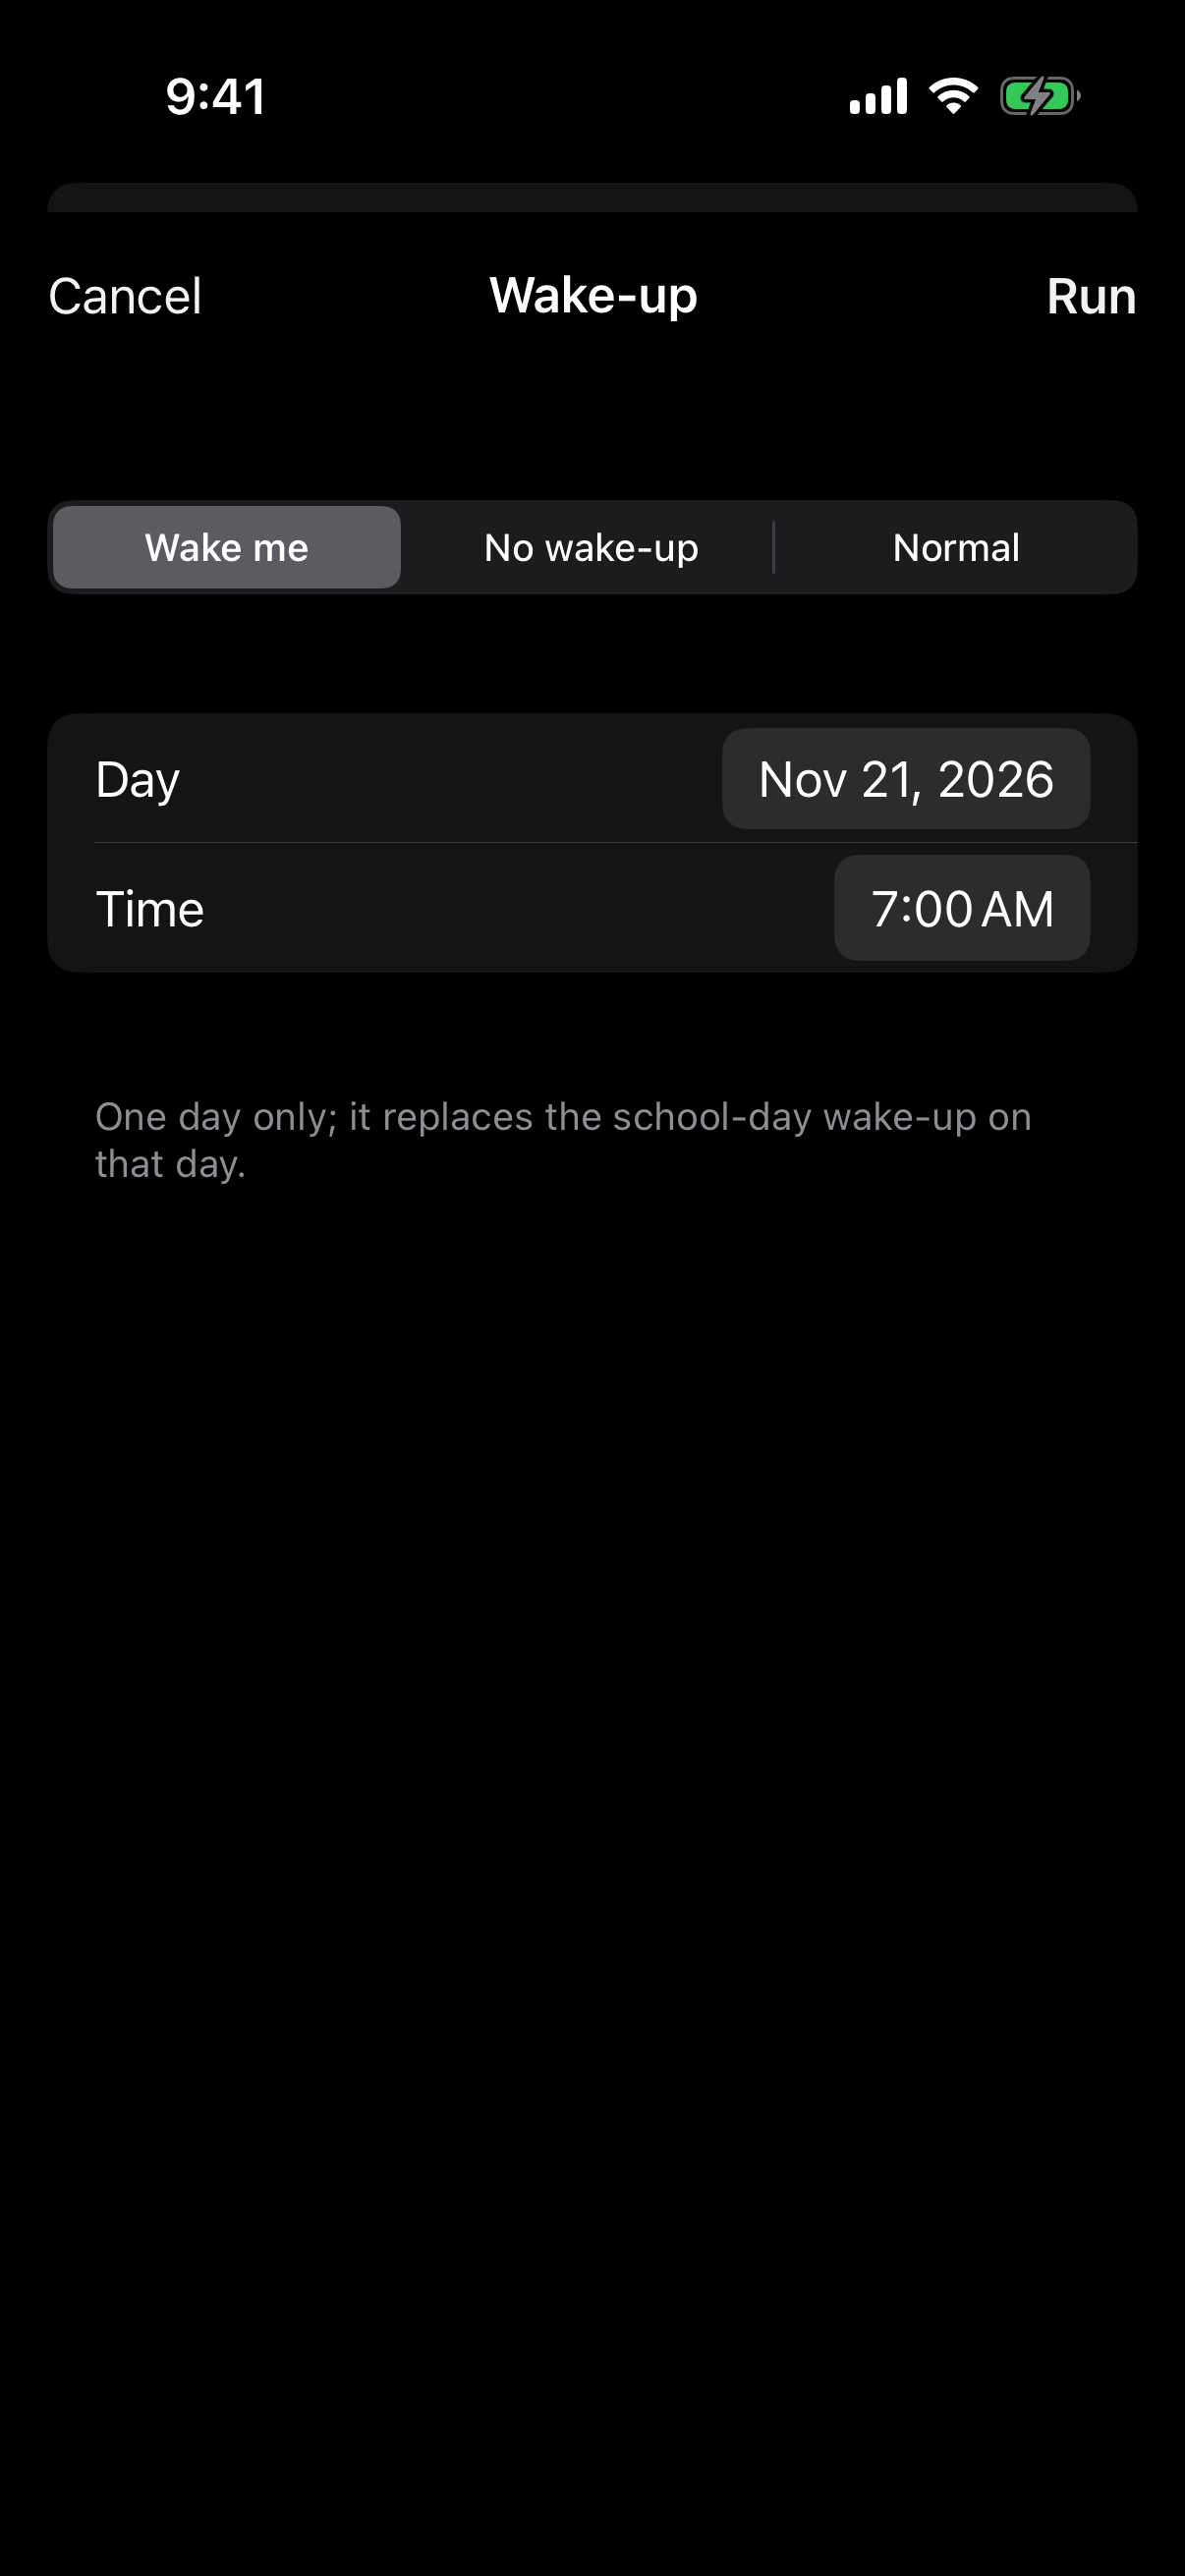 9:41
Cancel
Wake-up
Run
Wake me
No wake-up
Normal
Day
Nov 21, 2026
Time
7:00 AM
One day only; it replaces the school-day wake-up on
that day.